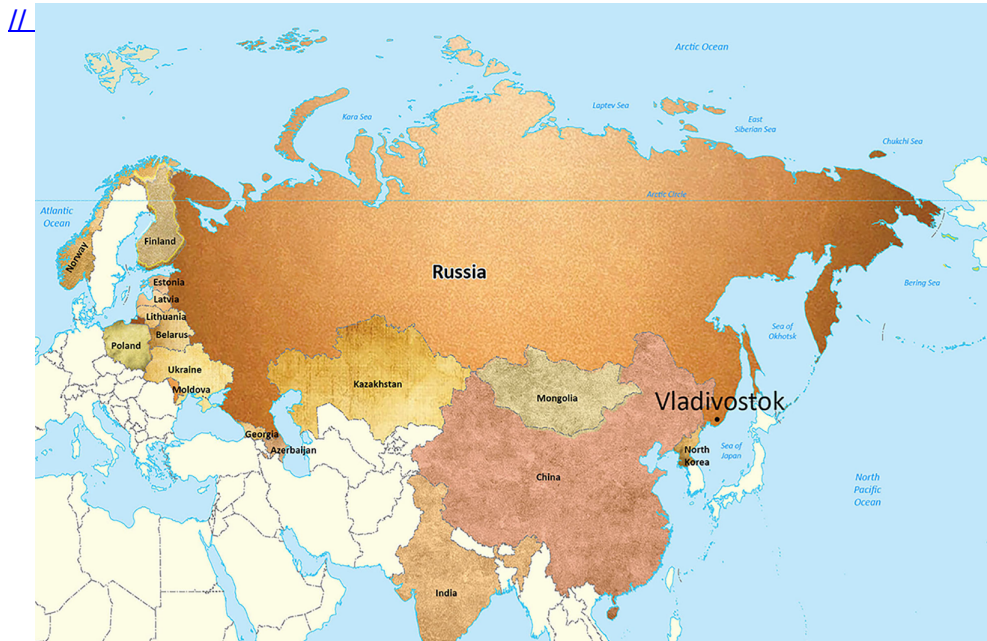 //
Arctic Ocean
Kara Sea
Laptev Sea
East
Siberian Sea
Chukchi Sea
Arctic Circle
Atlantic
Ocean
Norway
Finland
Russia
Estonia
Latvia
Lithuania
Belarus
Poland
Ukraine
Moldova
Kazakhstan
Mongolia
Georgia
Azerbaijan
China
India
Vladivostok
North
Korea
Sea of
Japan
Sea of
Okhotsk
Bering Sea
North
Pacific
Ocean